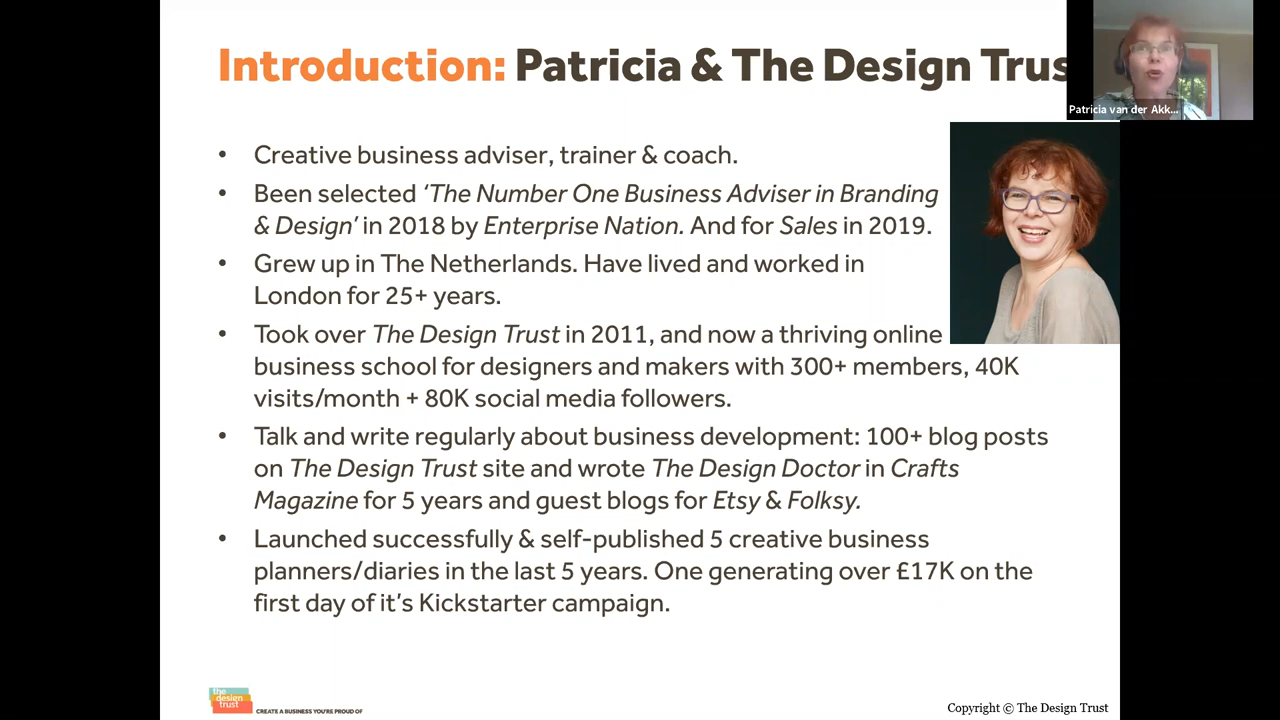 Introduction: Patricia & The Design Trus
Patricia van der Akk...
• Creative business adviser, trainer & coach.
• Been selected ‘The Number One Business Adviser in Branding
& Design’ in 2018 by Enterprise Nation. And for Sales in 2019.
• Grew up in The Netherlands. Have lived and worked in
London for 25+ years.
• Took over The Design Trust in 2011, and now a thriving online
business school for designers and makers with 300+ members, 40K
visits/month + 80K social media followers.
• Talk and write regularly about business development: 100+ blog posts
on The Design Trust site and wrote The Design Doctor in Crafts
Magazine for 5 years and guest blogs for Etsy & Folksy.
• Launched successfully & self-published 5 creative business
planners/diaries in the last 5 years. One generating over £17K on the
first day of it’s Kickstarter campaign.
the
design
trust
CREATE A BUSINESS YOU'RE PROUD OF
Copyright © The Design Trust